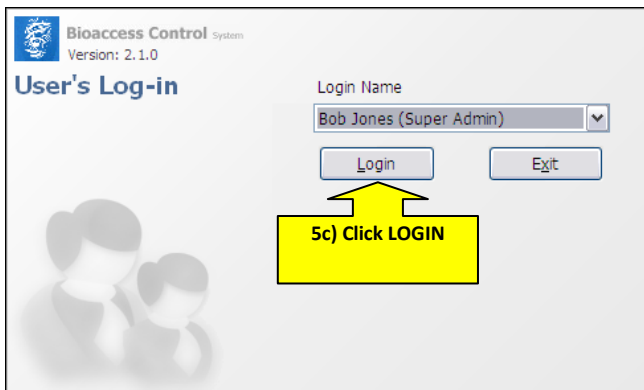 Bioaccess Control System
Version: 2.1.0
User's Log-in
Login Name
Bob Jones (Super Admin)
Login
Exit
5c) Click LOGIN